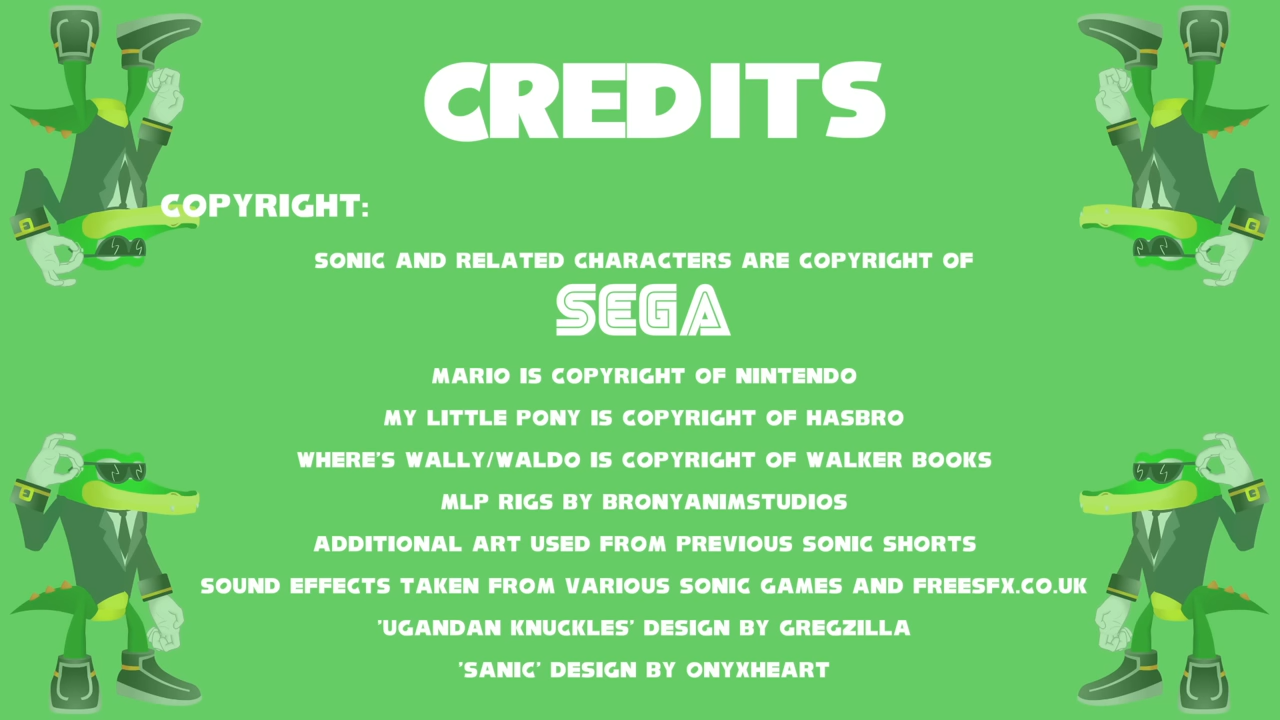 CREDITS
COPYRIGHT:
SONIC AND RELATED CHARACTERS ARE COPYRIGHT OF
SEGA
MARIO IS COPYRIGHT OF NINTENDO
MY LITTLE PONY IS COPYRIGHT OF HASBRO
WHERE'S WALLY/WALDO IS COPYRIGHT OF WALKER BOOKS
MLP RIGS BY BRONYANIMSTUDIOS
ADDITIONAL ART USED FROM PREVIOUS SONIC SHORTS
SOUND EFFECTS TAKEN FROM VARIOUS SONIC GAMES AND FREESFX.CO.UK
'UGANDAN KNUCKLES' DESIGN BY GREGZILLA
'SANIC' DESIGN BY ONYXHEART